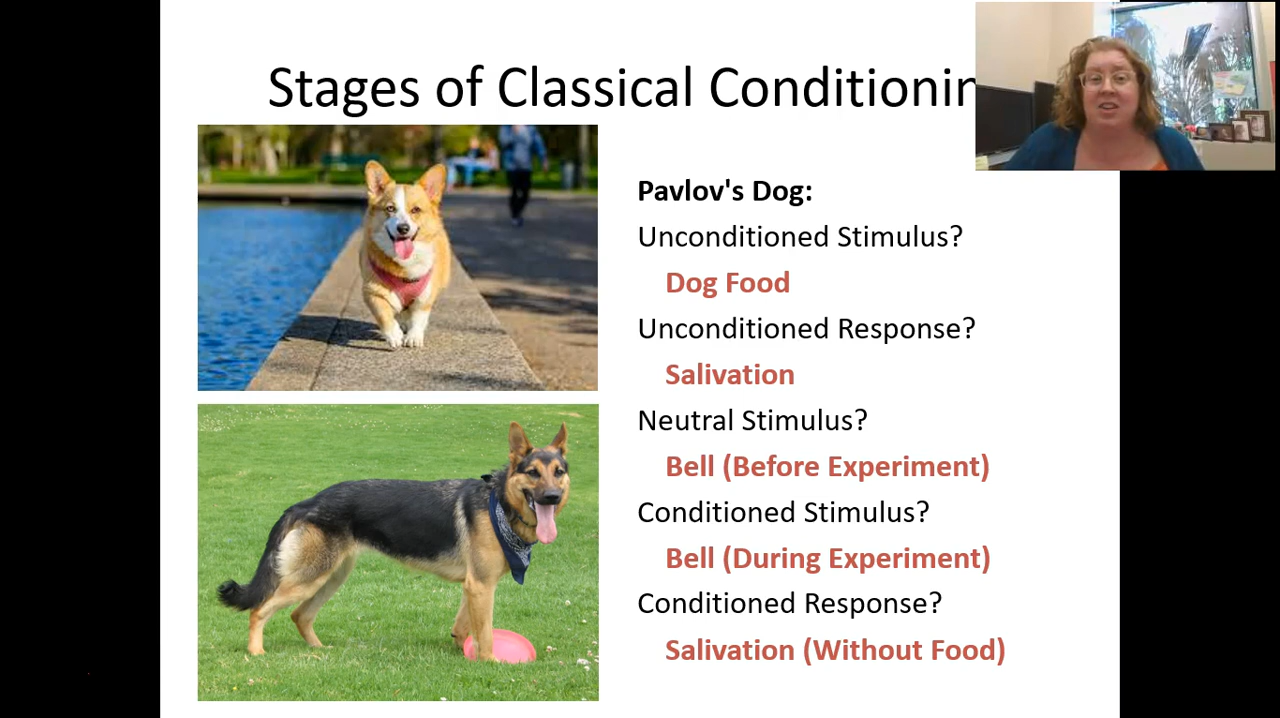 Stages of Classical Conditionin
Pavlov's Dog:
Unconditioned Stimulus?
Dog Food
Unconditioned Response?
Salivation
Neutral Stimulus?
Bell (Before Experiment)
Conditioned Stimulus?
Bell (During Experiment)
Conditioned Response?
Salivation (Without Food)